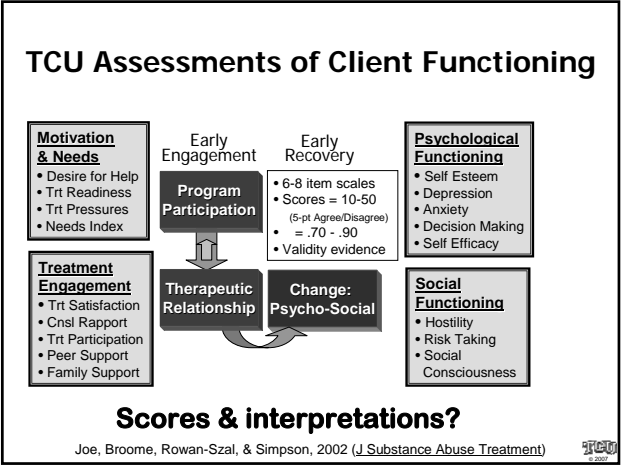 TCU Assessments of Client Functioning
Motivation
& Needs
• Desire for Help
• Trt Readiness
• Trt Pressures
• Needs Index
Treatment
Engagement
• Trt Satisfaction
• Cnsl Rapport
• Trt Participation
• Peer Support
• Family Support
Early
Engagement
Program
Participation
Therapeutic
Relationship
Early
Recovery
• 6-8 item scales
• Scores = 10-50
(5-pt Agree/Disagree)
• = .70 - .90
• Validity evidence
Change:
Psycho-Social
Psychological
Functioning
• Self Esteem
• Depression
• Anxiety
• Decision Making
• Self Efficacy
Social
Functioning
• Hostility
• Risk Taking
• Social
Consciousness
Scores & interpretations?
Joe, Broome, Rowan-Szal, & Simpson, 2002 (J Substance Abuse Treatment)
TCU
© 2007